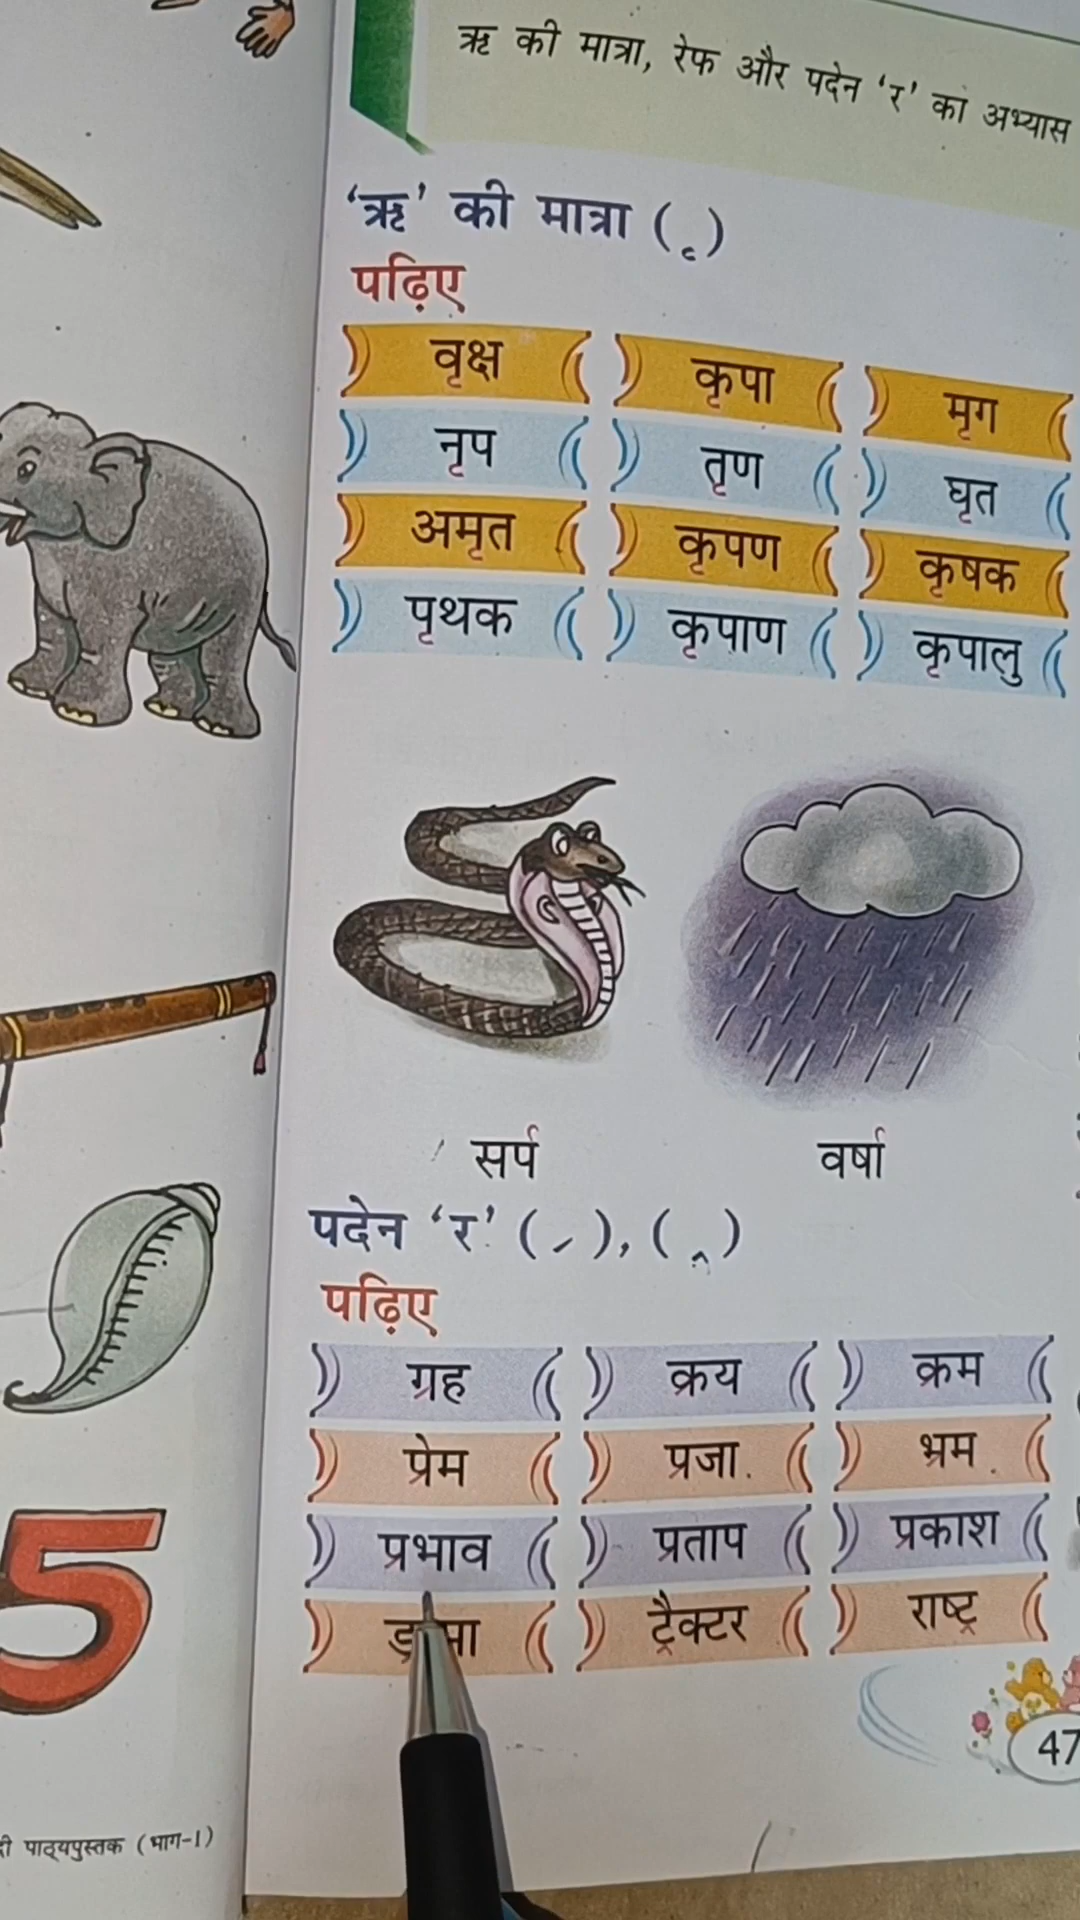 ऋ की मात्रा, रेफ और पदेन 'र' का अभ्यास
'ऋ' की मात्रा ( ृ )
पढ़िए
वृक्ष कृपा मृग
नृप तृण घृत
अमृत कृपण कृषक
पृथक कृपाण कृपालु
सर्प वर्षा
पदेन 'र' ( ्र ), ( ्र )
पढ़िए
ग्रह क्रय क्रम
प्रेम प्रजा भ्रम
प्रभाव प्रताप प्रकाश
ट्रैक्टर राष्ट्र
47
5
पाठ्यपुस्तक (भाग-1)